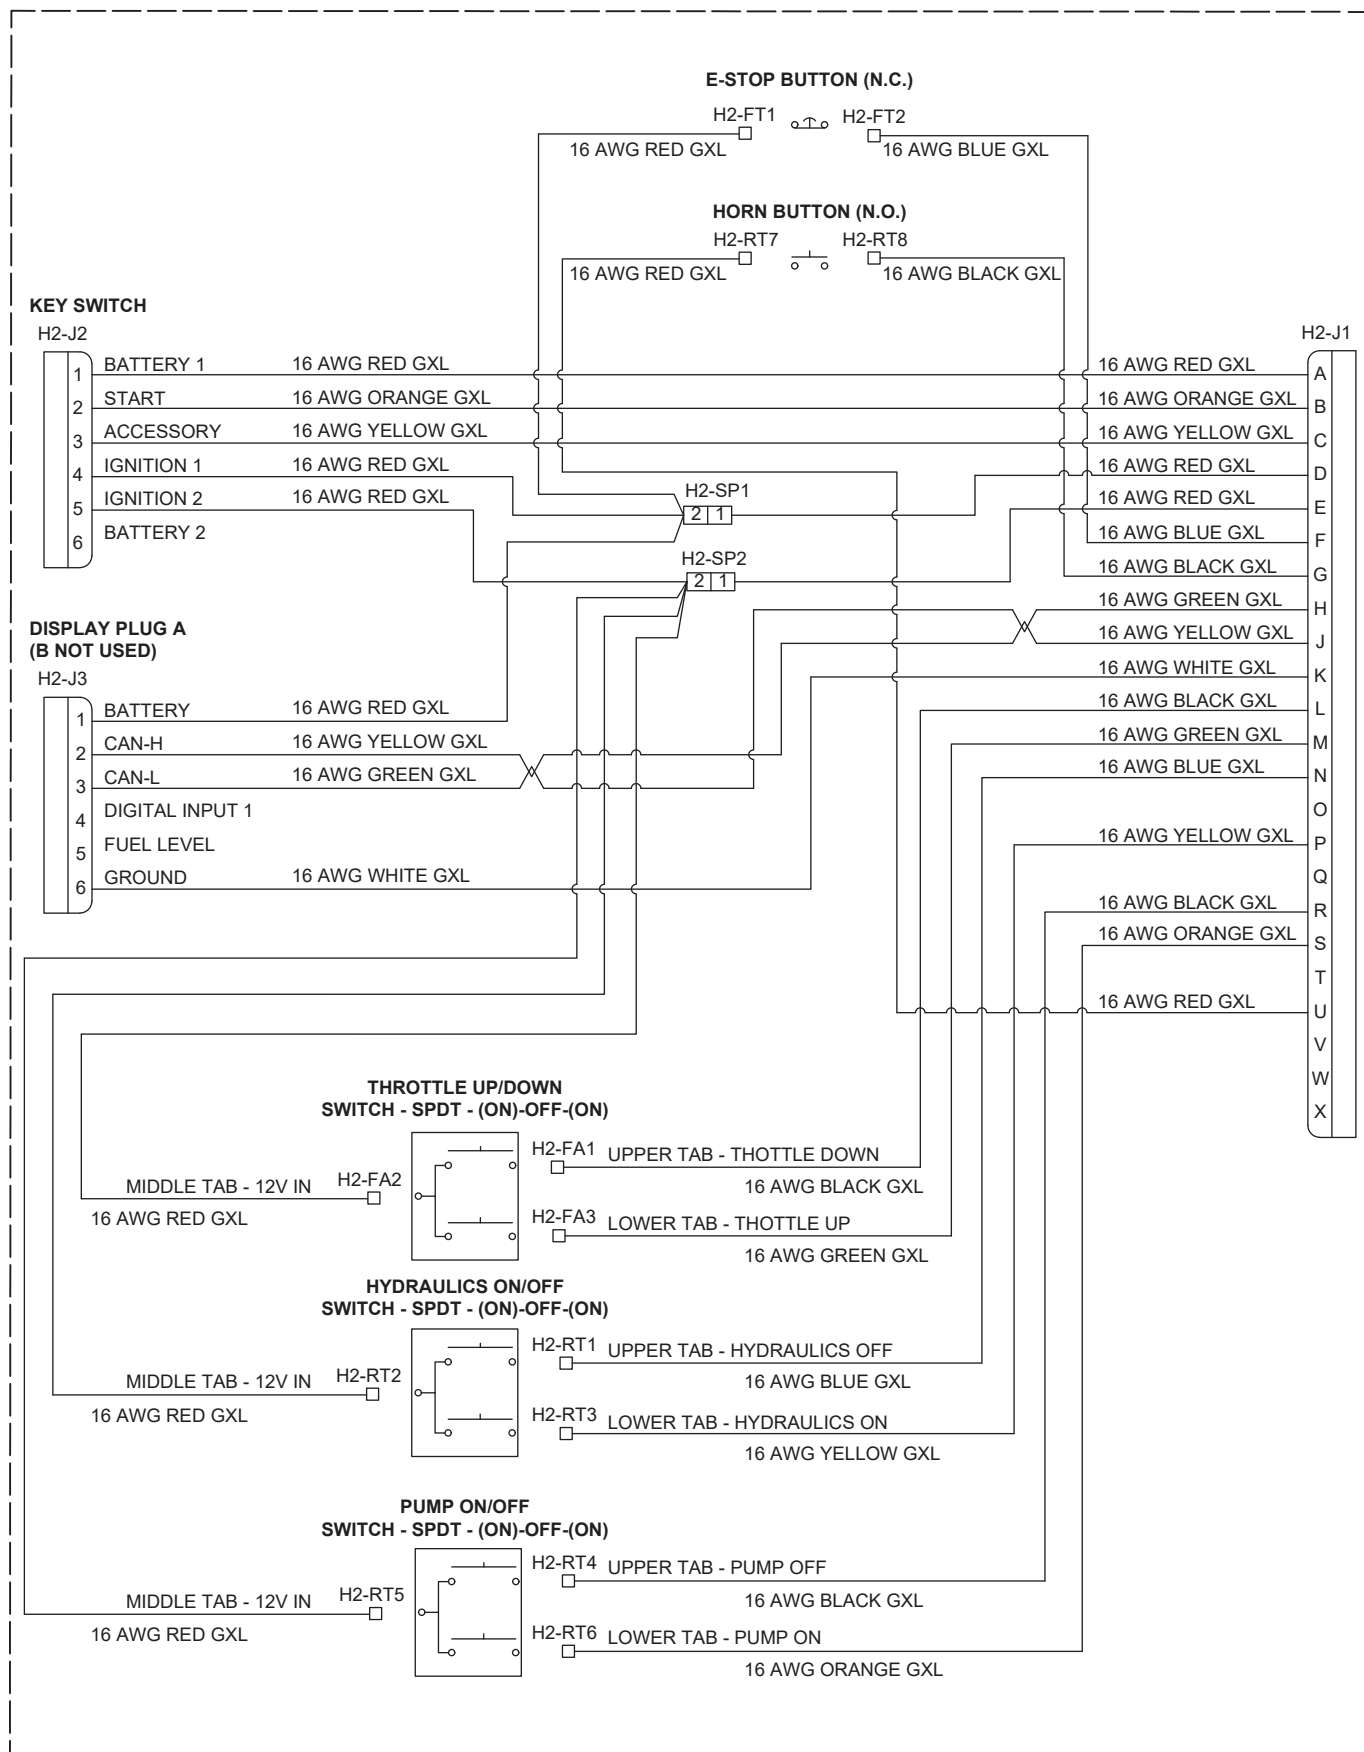 E-STOP BUTTON (N.C.)
H2-FT1
H2-FT2
16 AWG RED GXL
16 AWG BLUE GXL
HORN BUTTON (N.O.)
H2-RT7
H2-RT8
16 AWG RED GXL
16 AWG BLACK GXL
KEY SWITCH
H2-J2
1 BATTERY 1 16 AWG RED GXL
2 START 16 AWG ORANGE GXL
3 ACCESSORY 16 AWG YELLOW GXL
4 IGNITION 1 16 AWG RED GXL
5 IGNITION 2 16 AWG RED GXL
6 BATTERY 2
H2-SP1
2 1
H2-SP2
2 1
DISPLAY PLUG A
(B NOT USED)
H2-J3
1 BATTERY 16 AWG RED GXL
2 CAN-H 16 AWG YELLOW GXL
3 CAN-L 16 AWG GREEN GXL
4 DIGITAL INPUT 1
5 FUEL LEVEL
6 GROUND 16 AWG WHITE GXL
H2-J1
16 AWG RED GXL A
16 AWG ORANGE GXL B
16 AWG YELLOW GXL C
16 AWG RED GXL D
16 AWG RED GXL E
16 AWG BLUE GXL F
16 AWG BLACK GXL G
16 AWG GREEN GXL H
16 AWG YELLOW GXL J
16 AWG WHITE GXL K
16 AWG BLACK GXL L
16 AWG GREEN GXL M
16 AWG BLUE GXL N
O
16 AWG YELLOW GXL P
Q
16 AWG BLACK GXL R
16 AWG ORANGE GXL S
T
16 AWG RED GXL U
V
W
X
THROTTLE UP/DOWN
SWITCH - SPDT - (ON)-OFF-(ON)
MIDDLE TAB - 12V IN
H2-FA2
16 AWG RED GXL
H2-FA1
UPPER TAB - THOTTLE DOWN
16 AWG BLACK GXL
H2-FA3
LOWER TAB - THOTTLE UP
16 AWG GREEN GXL
HYDRAULICS ON/OFF
SWITCH - SPDT - (ON)-OFF-(ON)
MIDDLE TAB - 12V IN
H2-RT2
16 AWG RED GXL
H2-RT1
UPPER TAB - HYDRAULICS OFF
16 AWG BLUE GXL
H2-RT3
LOWER TAB - HYDRAULICS ON
16 AWG YELLOW GXL
PUMP ON/OFF
SWITCH - SPDT - (ON)-OFF-(ON)
MIDDLE TAB - 12V IN
H2-RT5
16 AWG RED GXL
H2-RT4
UPPER TAB - PUMP OFF
16 AWG BLACK GXL
H2-RT6
LOWER TAB - PUMP ON
16 AWG ORANGE GXL